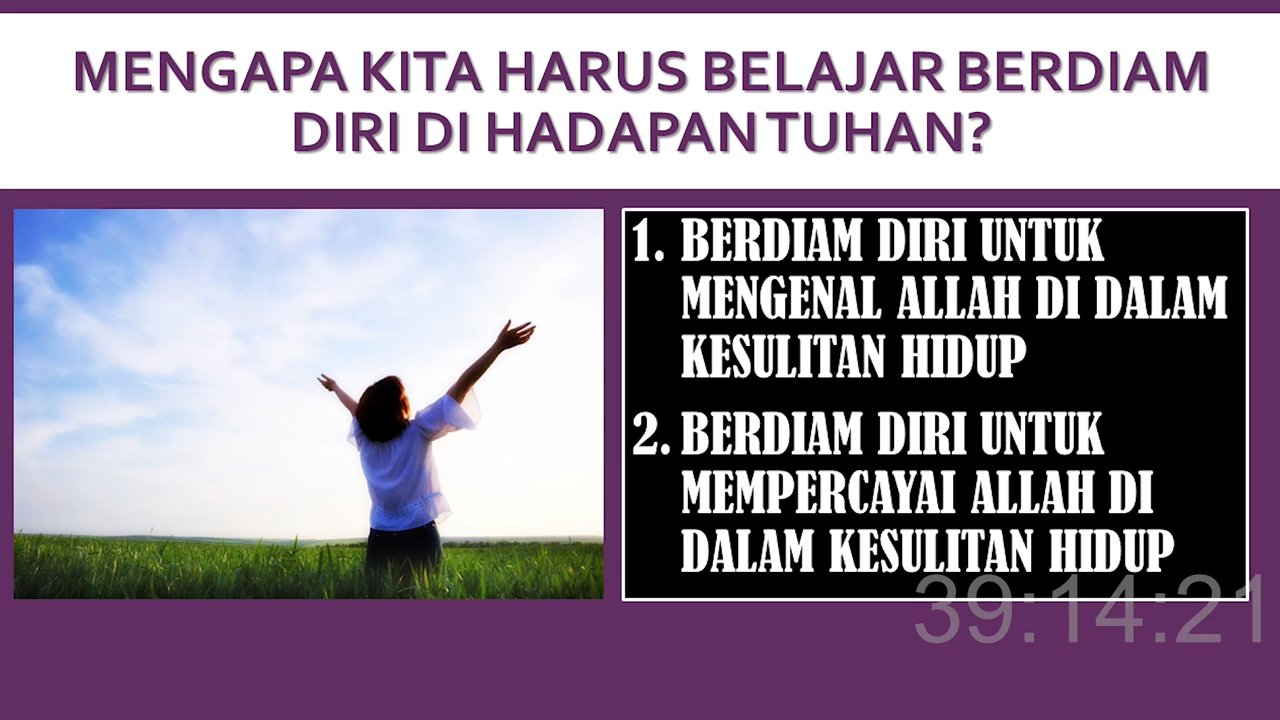 MENGAPA KITA HARUS BELAJAR BERDIAM
DIRI DI HADAPAN TUHAN?
1. BERDIAM DIRI UNTUK
MENGENAL ALLAH DI DALAM
KESULITAN HIDUP
2. BERDIAM DIRI UNTUK
MEMPERCAYAI ALLAH DI
DALAM KESULITAN HIDUP
39:14:21